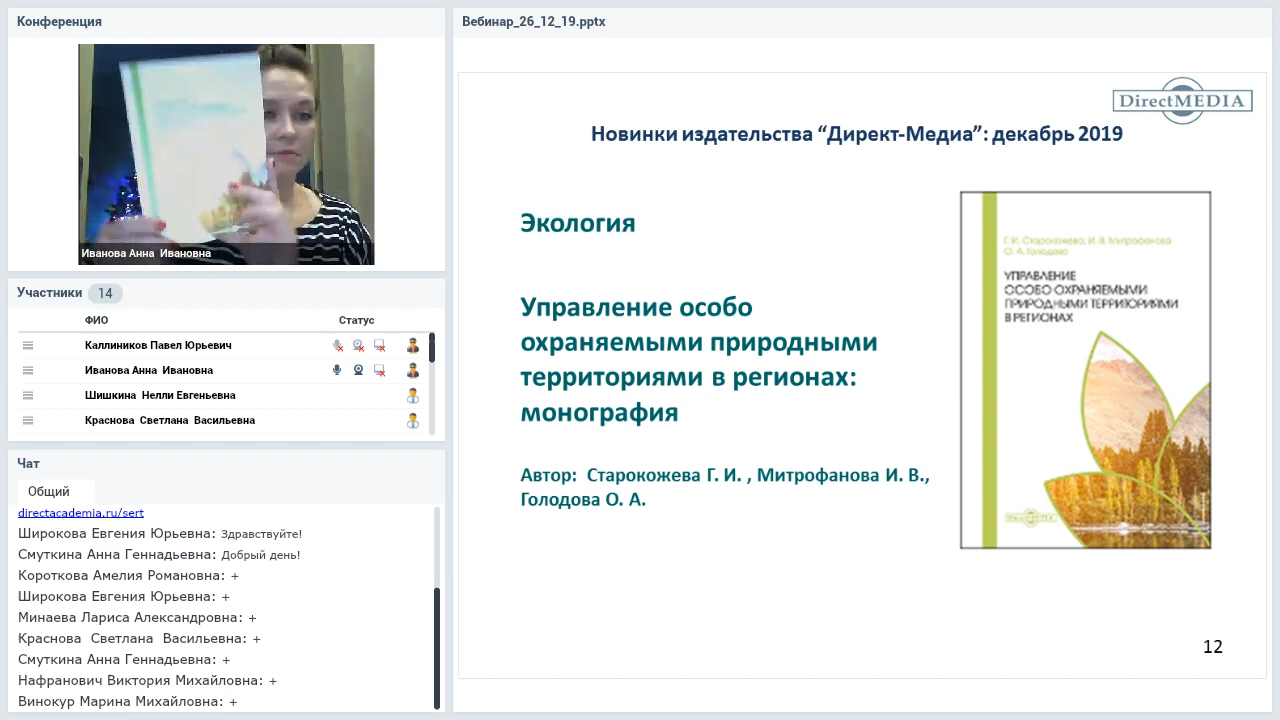 Конференция
Иванова Анна Ивановна
Участники 14
ФИО Статус
Каллиников Павел Юрьевич
Иванова Анна Ивановна
Шишкина Нелли Евгеньевна
Краснова Светлана Васильевна
Чат
Общий
directacademia.ru/sert
Широкова Евгения Юрьевна: Здравствуйте!
Смуткина Анна Геннадьевна: Добрый день!
Короткова Амелия Романовна: +
Широкова Евгения Юрьевна: +
Минаева Лариса Александровна: +
Краснова Светлана Васильевна: +
Смуткина Анна Геннадьевна: +
Нафранович Виктория Михайловна: +
Винокур Марина Михайловна: +
Вебинар_26_12_19.pptx
DirectMEDIA
Новинки издательства “Директ-Медиа”: декабрь 2019
Экология
Управление особо
охраняемыми природными
территориями в регионах:
монография
Автор: Старокожева Г. И. , Митрофанова И. В.,
Голодова О. А.
Г. И. Старокожева, И. В. Митрофанова
О. А. Голодова
УПРАВЛЕНИЕ
ОСОБО ОХРАНЯЕМЫМИ
ПРИРОДНЫМИ ТЕРРИТОРИЯМИ
В РЕГИОНАХ
12